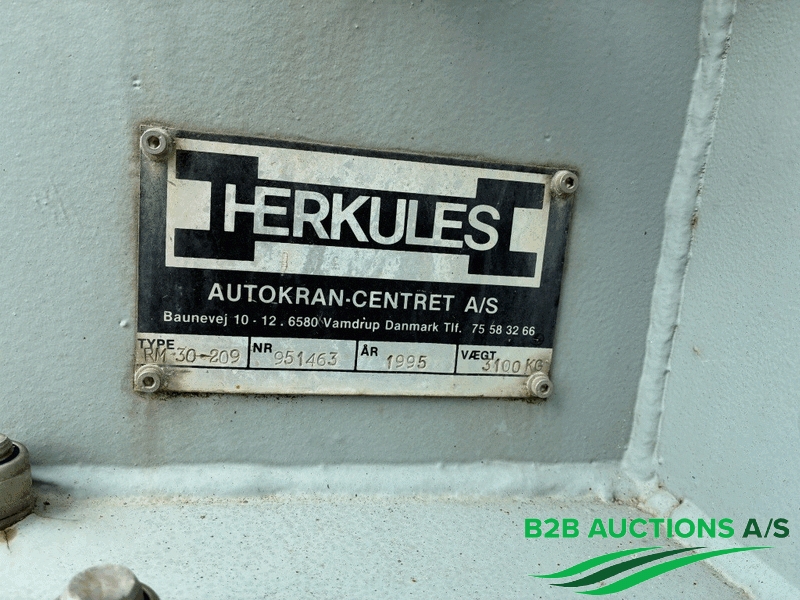 HERKULES
AUTOKRAN-CENTRET A/S
Baunevej 10 - 12 . 6580 Vamdrup Danmark Tlf. 75 58 32 66
TYPE RM-30-209 NR 951463 ÅR 1995 VÆGT 3100 KG
B2B AUCTIONS A/S